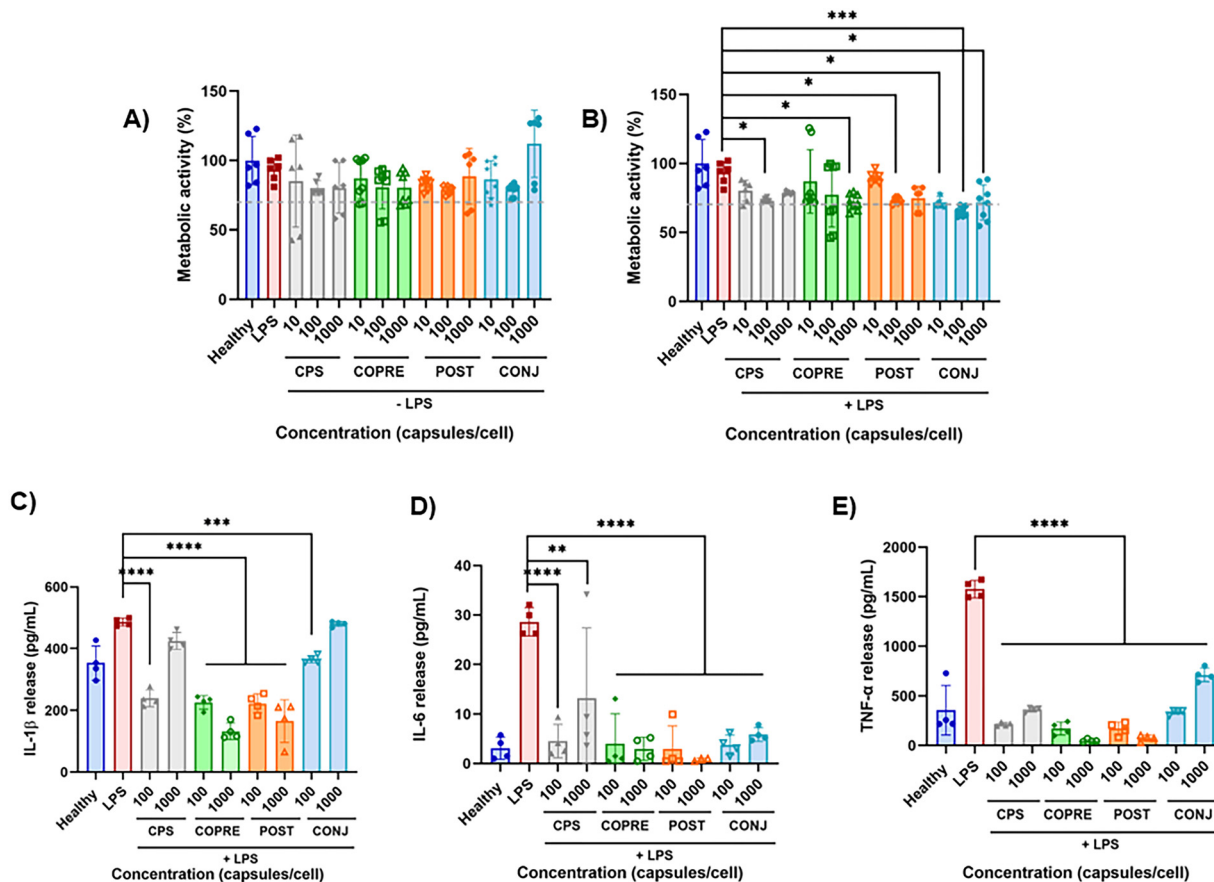 A)
Metabolic activity (%)
150
100
50
0
Healthy
LPS
10
100
1000
10
100
1000
10
100
1000
10
100
1000
CPS
COPRE
POST
CONJ
- LPS
Concentration (capsules/cell)
B)
Metabolic activity (%)
150
100
50
0
***
*
*
*
*
*
Healthy
LPS
10
100
1000
10
100
1000
10
100
1000
10
100
1000
CPS
COPRE
POST
CONJ
+ LPS
Concentration (capsules/cell)
C)
IL-1β release (pg/mL)
600
400
200
0
***
****
****
Healthy
LPS
100
1000
100
1000
100
1000
100
1000
CPS
COPRE
POST
CONJ
+ LPS
Concentration (capsules/cell)
D)
IL-6 release (pg/mL)
40
30
20
10
0
****
**
****
Healthy
LPS
100
1000
100
1000
100
1000
100
1000
CPS
COPRE
POST
CONJ
+ LPS
Concentration (capsules/cell)
E)
TNF-α release (pg/mL)
2000
1500
1000
500
0
****
Healthy
LPS
100
1000
100
1000
100
1000
100
1000
CPS
COPRE
POST
CONJ
+ LPS
Concentration (capsules/cell)